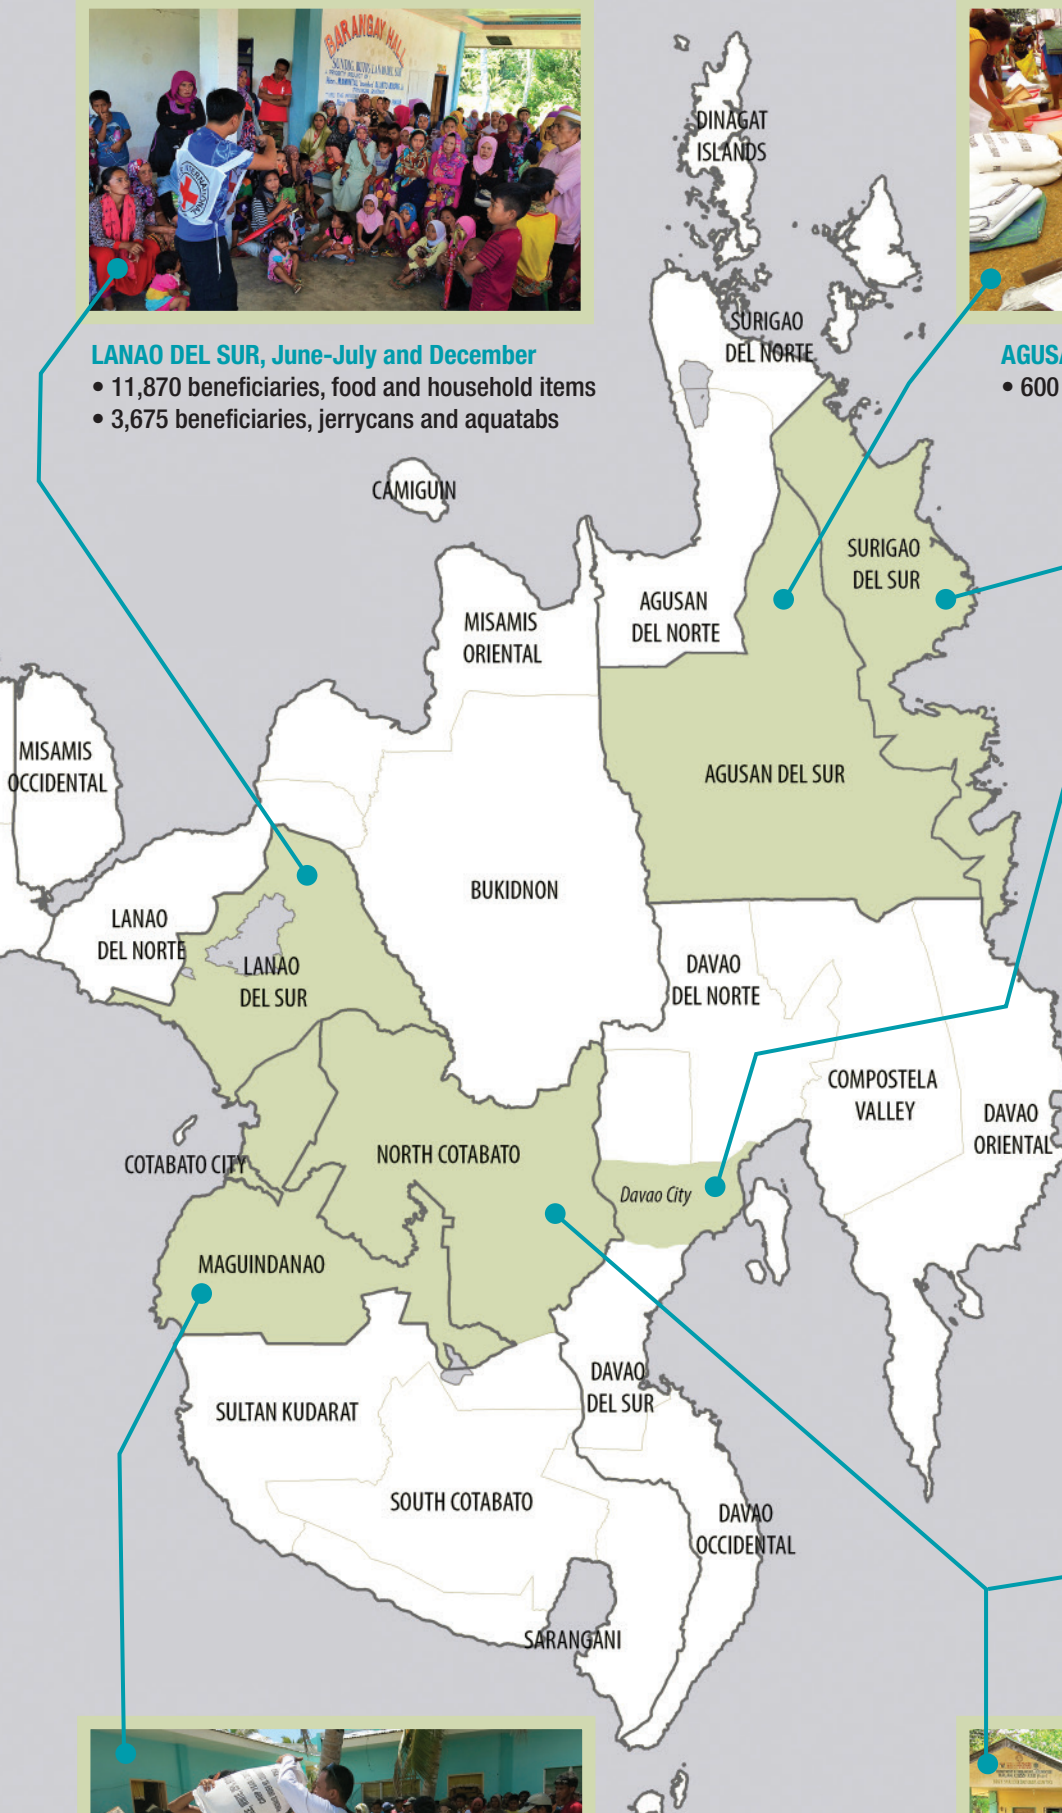 BARANGAY HALL
DINAGAT
ISLANDS
SURIGAO
DEL NORTE
LANAO DEL SUR, June-July and December
• 11,870 beneficiaries, food and household items
• 3,675 beneficiaries, jerrycans and aquatabs
AGUSA
• 600
CAMIGUIN
SURIGAO
DEL SUR
AGUSAN
DEL NORTE
MISAMIS
ORIENTAL
MISAMIS
OCCIDENTAL
AGUSAN DEL SUR
BUKIDNON
LANAO
DEL NORTE
LANAO
DEL SUR
DAVAO
DEL NORTE
COMPOSTELA
VALLEY
DAVAO
ORIENTAL
NORTH COTABATO
COTABATO CITY
Davao City
MAGUINDANAO
DAVAO
DEL SUR
SULTAN KUDARAT
SOUTH COTABATO
DAVAO
OCCIDENTAL
SARANGANI